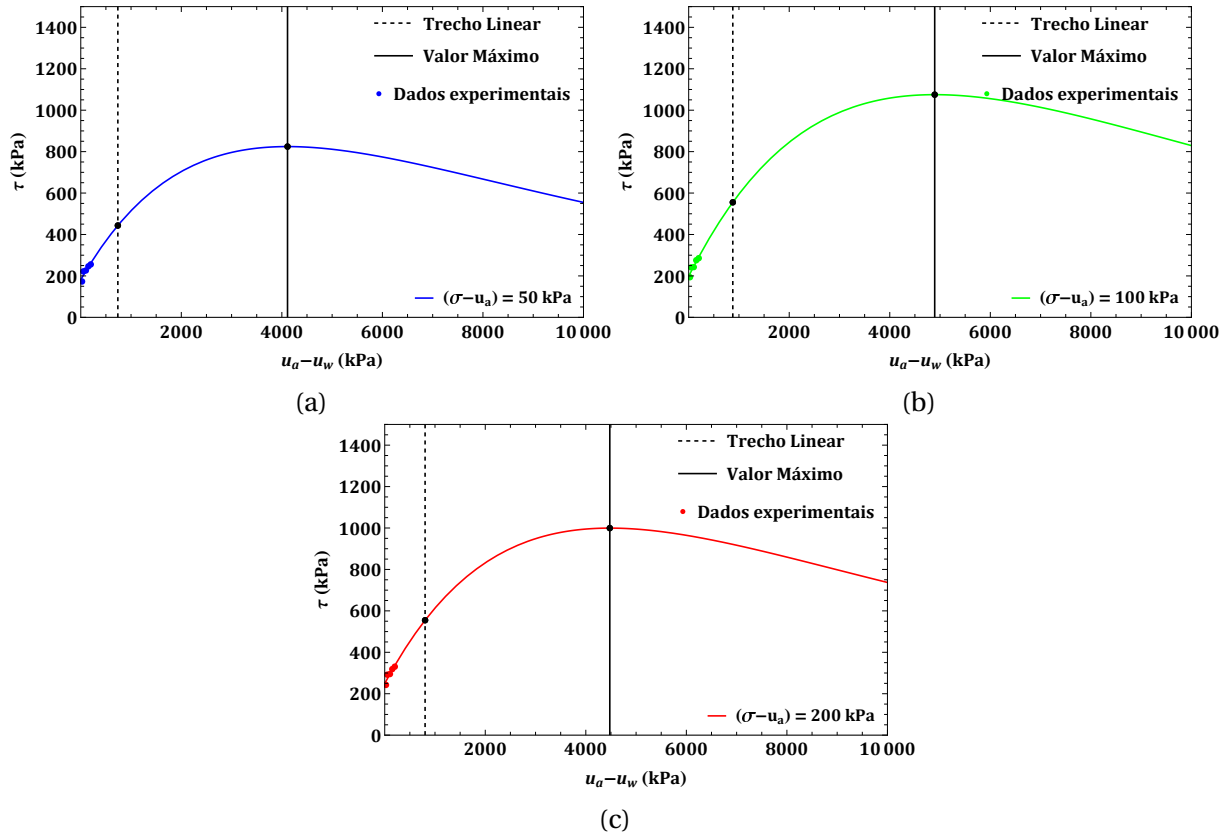 1400
1200
1000
800
600
400
200
0
τ (kPa)
Trecho Linear
Valor Máximo
Dados experimentais
(σ−uₐ) = 50 kPa
2000 4000 6000 8000 10 000
uₐ−u_w (kPa)
(a)
1400
1200
1000
800
600
400
200
0
τ (kPa)
Trecho Linear
Valor Máximo
Dados experimentais
(σ−uₐ) = 100 kPa
2000 4000 6000 8000 10 000
uₐ−u_w (kPa)
(b)
1400
1200
1000
800
600
400
200
0
τ (kPa)
Trecho Linear
Valor Máximo
Dados experimentais
(σ−uₐ) = 200 kPa
2000 4000 6000 8000 10 000
uₐ−u_w (kPa)
(c)